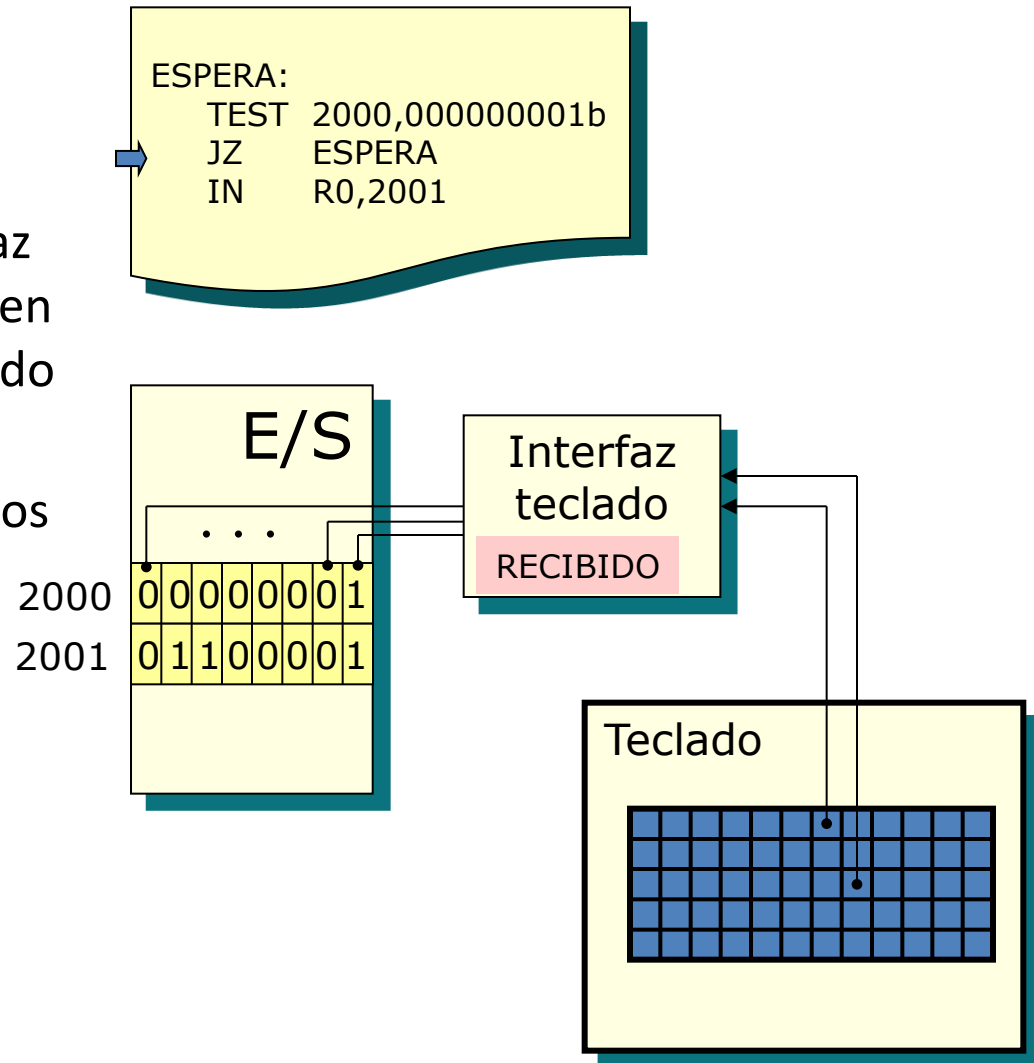 ESPERA:
TEST 2000,000000001b
JZ ESPERA
IN R0,2001
az
en
do
os
E/S
. . .
2000 0 0 0 0 0 0 0 1
2001 0 1 1 0 0 0 0 1
Interfaz
teclado
RECIBIDO
Teclado